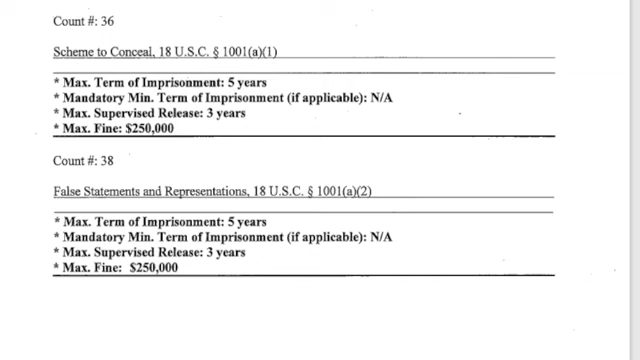 Count #: 36
Scheme to Conceal, 18 U.S.C. § 1001(a)(1)
* Max. Term of Imprisonment: 5 years
* Mandatory Min. Term of Imprisonment (if applicable): N/A
* Max. Supervised Release: 3 years
* Max. Fine: $250,000
Count #: 38
False Statements and Representations, 18 U.S.C. § 1001(a)(2)
* Max. Term of Imprisonment: 5 years
* Mandatory Min. Term of Imprisonment (if applicable): N/A
* Max. Supervised Release: 3 years
* Max. Fine: $250,000